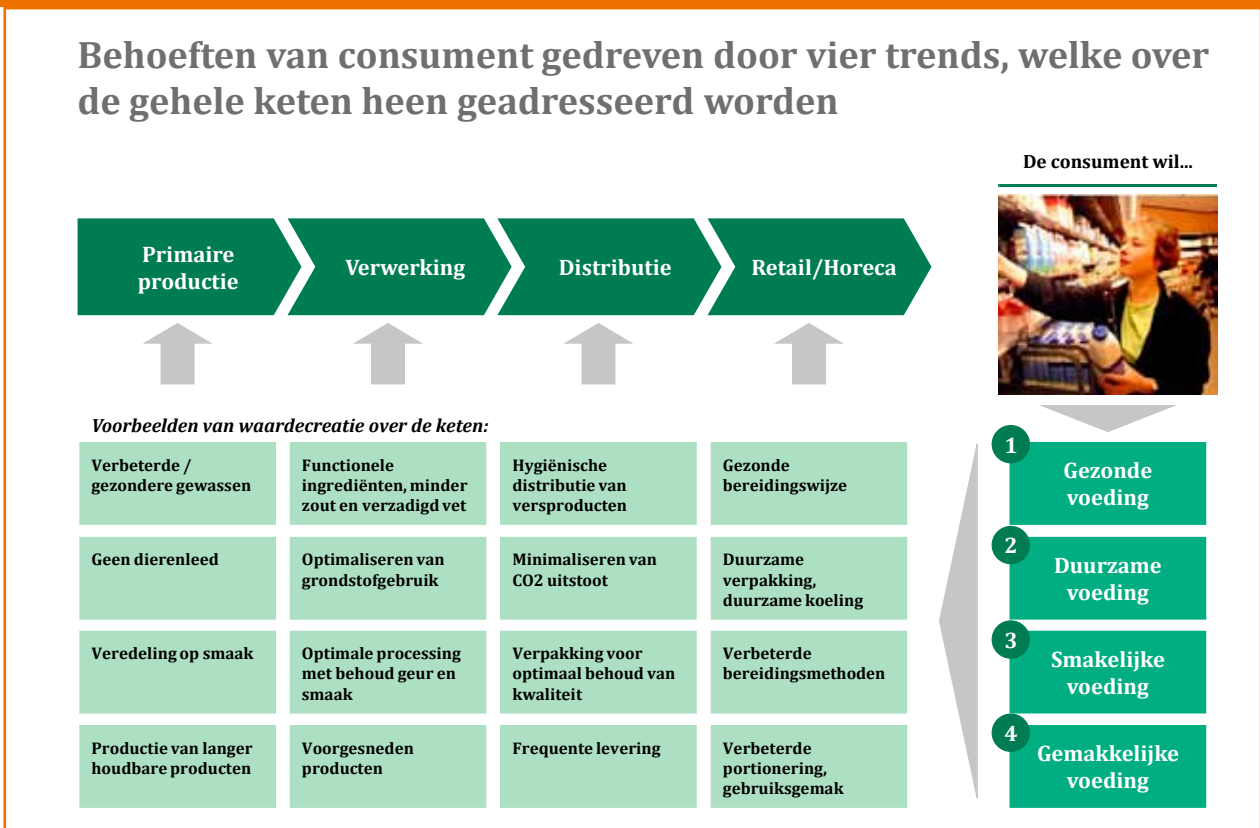 Behoeften van consument gedreven door vier trends, welke over
de gehele keten heen geadresseerd worden
De consument wil...
Primaire
productie
Verwerking
Distributie
Retail/Horeca
Voorbeelden van waardecreatie over de keten:
Verbeterde /
gezondere gewassen
Functionele
ingrediënten, minder
zout en verzadigd vet
Hygiënische
distributie van
versproducten
Gezonde
bereidingswijze
1
Gezonde
voeding
Geen dierenleed
Optimaliseren van
grondstofgebruik
Minimaliseren van
CO2 uitstoot
Duurzame
verpakking,
duurzame koeling
2
Duurzame
voeding
Veredeling op smaak
Optimale processing
met behoud geur en
smaak
Verpakking voor
optimaal behoud van
kwaliteit
Verbeterde
bereidingsmethoden
3
Smakelijke
voeding
Productie van langer
houdbare producten
Voorgesneden
producten
Frequente levering
Verbeterde
portionering,
gebruiksgemak
4
Gemakkelijke
voeding